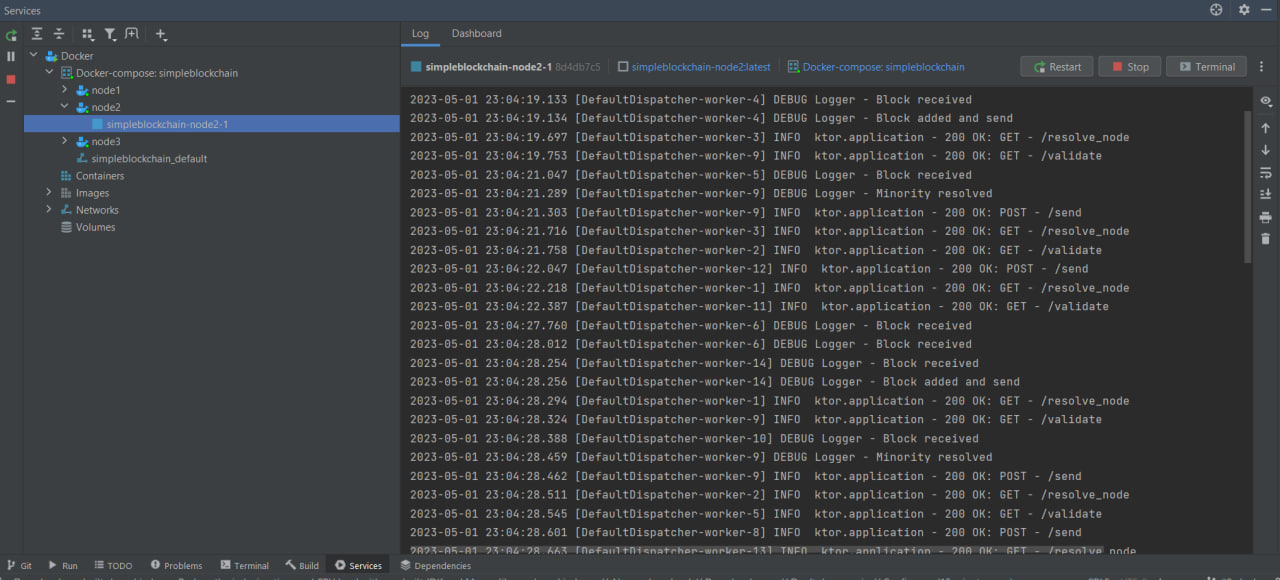 Services
Docker
Docker-compose: simpleblockchain
node1
node2
simpleblockchain-node2-1
node3
simpleblockchain_default
Containers
Images
Networks
Volumes
Log Dashboard
simpleblockchain-node2-1 8d4db7c5 simpleblockchain-node2:latest Docker-compose: simpleblockchain Restart Stop Terminal
2023-05-01 23:04:19.133 [DefaultDispatcher-worker-4] DEBUG Logger - Block received
2023-05-01 23:04:19.134 [DefaultDispatcher-worker-4] DEBUG Logger - Block added and send
2023-05-01 23:04:19.697 [DefaultDispatcher-worker-3] INFO  ktor.application - 200 OK: GET - /resolve_node
2023-05-01 23:04:19.753 [DefaultDispatcher-worker-9] INFO  ktor.application - 200 OK: GET - /validate
2023-05-01 23:04:21.047 [DefaultDispatcher-worker-5] DEBUG Logger - Block received
2023-05-01 23:04:21.289 [DefaultDispatcher-worker-9] DEBUG Logger - Minority resolved
2023-05-01 23:04:21.303 [DefaultDispatcher-worker-9] INFO  ktor.application - 200 OK: POST - /send
2023-05-01 23:04:21.716 [DefaultDispatcher-worker-3] INFO  ktor.application - 200 OK: GET - /resolve_node
2023-05-01 23:04:21.758 [DefaultDispatcher-worker-2] INFO  ktor.application - 200 OK: GET - /validate
2023-05-01 23:04:22.047 [DefaultDispatcher-worker-12] INFO  ktor.application - 200 OK: POST - /send
2023-05-01 23:04:22.218 [DefaultDispatcher-worker-1] INFO  ktor.application - 200 OK: GET - /resolve_node
2023-05-01 23:04:22.387 [DefaultDispatcher-worker-11] INFO  ktor.application - 200 OK: GET - /validate
2023-05-01 23:04:27.760 [DefaultDispatcher-worker-6] DEBUG Logger - Block received
2023-05-01 23:04:28.012 [DefaultDispatcher-worker-6] DEBUG Logger - Block received
2023-05-01 23:04:28.254 [DefaultDispatcher-worker-14] DEBUG Logger - Block received
2023-05-01 23:04:28.256 [DefaultDispatcher-worker-14] DEBUG Logger - Block added and send
2023-05-01 23:04:28.294 [DefaultDispatcher-worker-1] INFO  ktor.application - 200 OK: GET - /resolve_node
2023-05-01 23:04:28.324 [DefaultDispatcher-worker-9] INFO  ktor.application - 200 OK: GET - /validate
2023-05-01 23:04:28.388 [DefaultDispatcher-worker-10] DEBUG Logger - Block received
2023-05-01 23:04:28.459 [DefaultDispatcher-worker-9] DEBUG Logger - Minority resolved
2023-05-01 23:04:28.462 [DefaultDispatcher-worker-9] INFO  ktor.application - 200 OK: POST - /send
2023-05-01 23:04:28.511 [DefaultDispatcher-worker-2] INFO  ktor.application - 200 OK: GET - /resolve_node
2023-05-01 23:04:28.545 [DefaultDispatcher-worker-5] INFO  ktor.application - 200 OK: GET - /validate
2023-05-01 23:04:28.601 [DefaultDispatcher-worker-8] INFO  ktor.application - 200 OK: POST - /send
2023-05-01 23:04:28.663 [DefaultDispatcher-worker-13] INFO  ktor.application - 200 OK: GET - /resolve_node
Git Run TODO Problems Terminal Build Services Dependencies